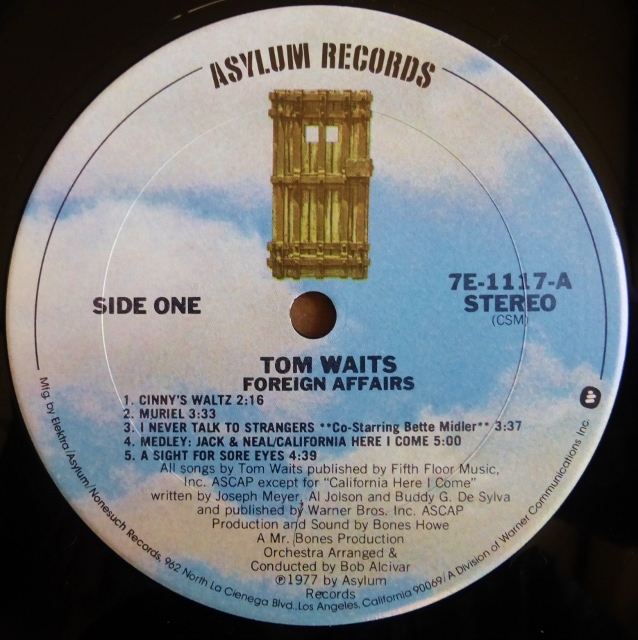 ASYLUM RECORDS
SIDE ONE
7E-1117-A
STEREO
(CSM)
TOM WAITS
FOREIGN AFFAIRS
1. CINNY'S WALTZ 2:16
2. MURIEL 3:33
3. I NEVER TALK TO STRANGERS **Co-Starring Bette Midler** 3:37
4. MEDLEY: JACK & NEAL/CALIFORNIA HERE I COME 5:00
5. A SIGHT FOR SORE EYES 4:39
All songs by Tom Waits published by Fifth Floor Music,
Inc. ASCAP except for "California Here I Come"
written by Joseph Meyer, Al Jolson and Buddy G. De Sylva
and published by Warner Bros. Inc. ASCAP
Production and Sound by Bones Howe
A Mr. Bones Production
Orchestra Arranged &
Conducted by Bob Alcivar
℗1977 by Asylum
Records
Mfg. by Elektra/Asylum/Nonesuch Records, 962 North La Cienega Blvd., Los Angeles, California 90069/A Division of Warner Communications Inc.